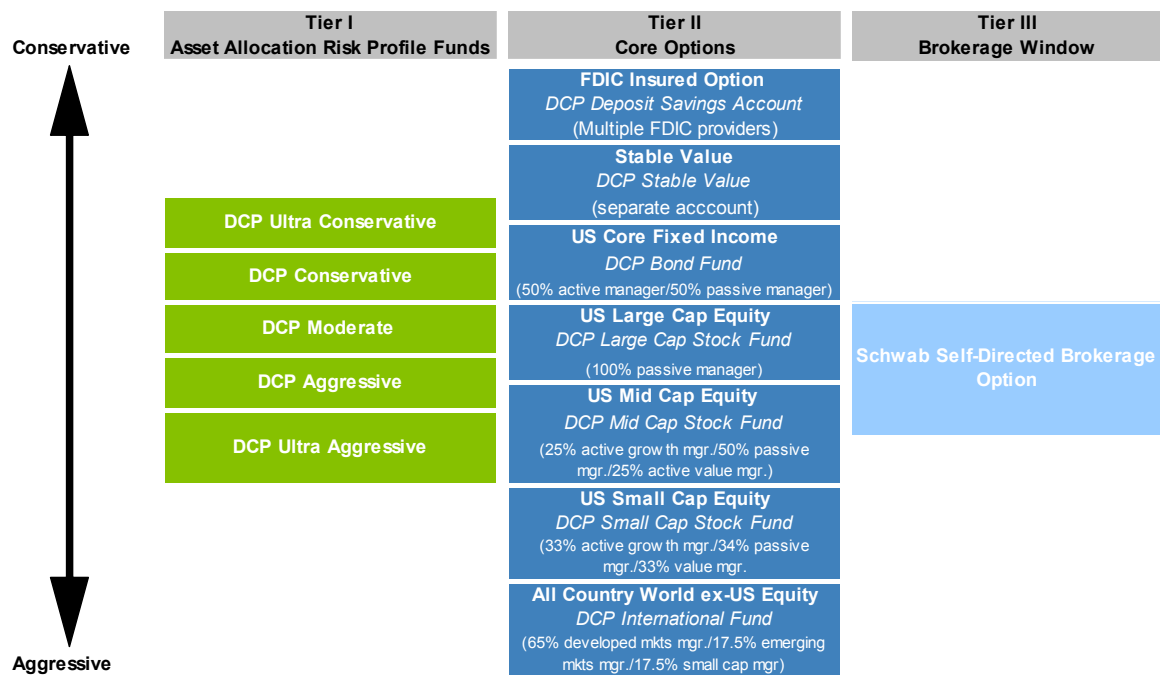 Conservative
Aggressive
Tier I
Asset Allocation Risk Profile Funds
DCP Ultra Conservative
DCP Conservative
DCP Moderate
DCP Aggressive
DCP Ultra Aggressive
Tier II
Core Options
FDIC Insured Option
DCP Deposit Savings Account
(Multiple FDIC providers)
Stable Value
DCP Stable Value
(separate acccount)
US Core Fixed Income
DCP Bond Fund
(50% active manager/50% passive manager)
US Large Cap Equity
DCP Large Cap Stock Fund
(100% passive manager)
US Mid Cap Equity
DCP Mid Cap Stock Fund
(25% active growth mgr./50% passive
mgr./25% active value mgr.)
US Small Cap Equity
DCP Small Cap Stock Fund
(33% active growth mgr./34% passive
mgr./33% value mgr.
All Country World ex-US Equity
DCP International Fund
(65% developed mkts mgr./17.5% emerging
mkts mgr./17.5% small cap mgr)
Tier III
Brokerage Window
Schwab Self-Directed Brokerage
Option